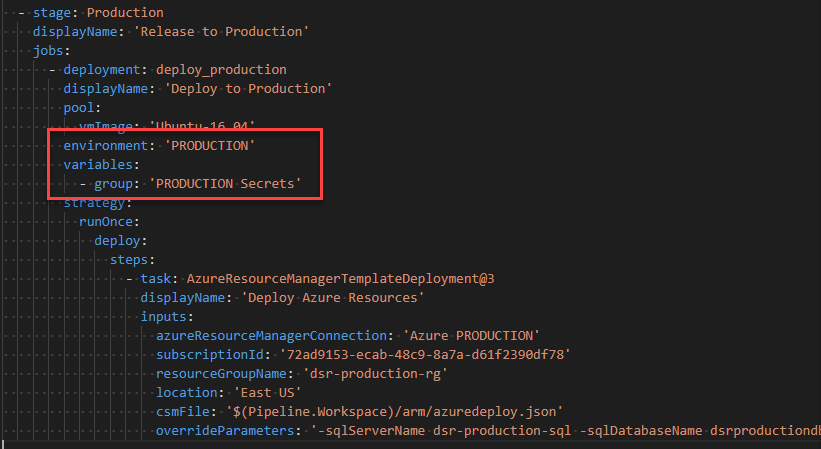 - stage: Production
displayName: 'Release to Production'
jobs:
- deployment: deploy_production
displayName: 'Deploy to Production'
pool:
vmImage: 'Ubuntu-16.04'
environment: 'PRODUCTION'
variables:
- group: 'PRODUCTION Secrets'
strategy:
runOnce:
deploy:
steps:
- task: AzureResourceManagerTemplateDeployment@3
displayName: 'Deploy Azure Resources'
inputs:
azureResourceManagerConnection: 'Azure PRODUCTION'
subscriptionId: '72ad9153-ecab-48c9-8a7a-d61f2390df78'
resourceGroupName: 'dsr-production-rg'
location: 'East US'
csmFile: '$(Pipeline.Workspace)/arm/azuredeploy.json'
overrideParameters: '-sqlServerName dsr-production-sql -sqlDatabaseName